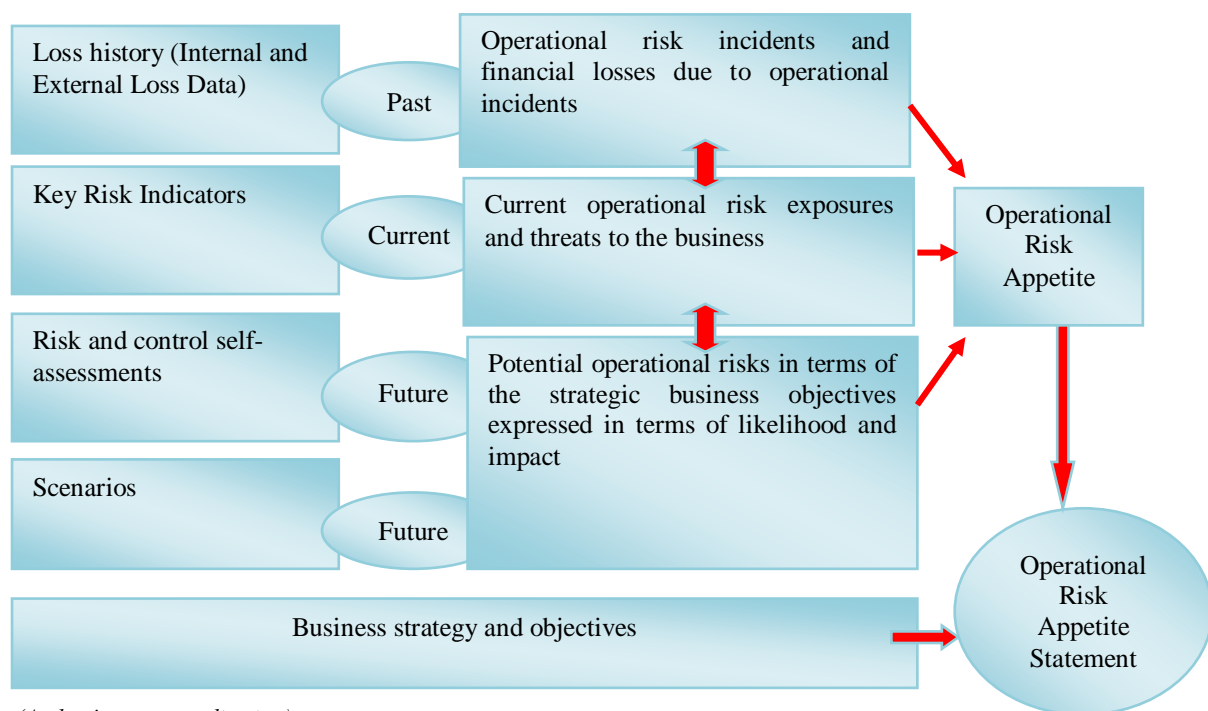 Loss history (Internal and
External Loss Data)
Past
Operational risk incidents and
financial losses due to operational
incidents
Key Risk Indicators
Current
Current operational risk exposures
and threats to the business
Operational
Risk
Appetite
Risk and control self-
assessments
Future
Potential operational risks in terms of
the strategic business objectives
expressed in terms of likelihood and
impact
Scenarios
Future
Operational
Risk
Appetite
Statement
Business strategy and objectives